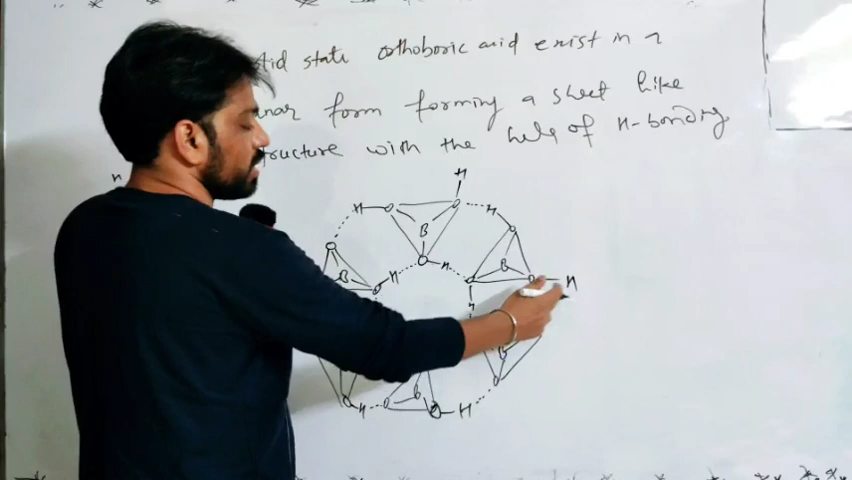 state orthoboric acid exist in a
form forming a sheet like
structure with the help of H-bonding
H
H O O H
B
O H
O
H O H
B B
O O
H
B
O
B
O H O O H